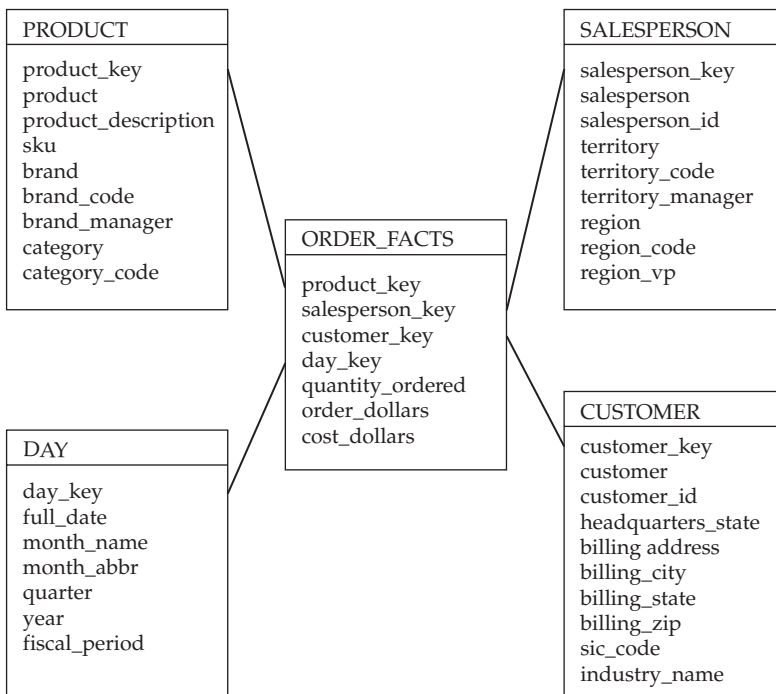 PRODUCT
product_key
product
product_description
sku
brand
brand_code
brand_manager
category
category_code
SALESPERSON
salesperson_key
salesperson
salesperson_id
territory
territory_code
territory_manager
region
region_code
region_vp
ORDER_FACTS
product_key
salesperson_key
customer_key
day_key
quantity_ordered
order_dollars
cost_dollars
DAY
day_key
full_date
month_name
month_abbr
quarter
year
fiscal_period
CUSTOMER
customer_key
customer
customer_id
headquarters_state
billing address
billing_city
billing_state
billing_zip
sic_code
industry_name